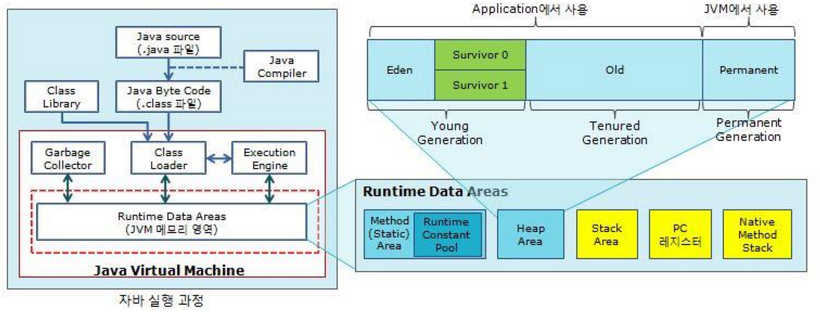 Java source
(.java 파일)
Java
Compiler
Class
Library
Java Byte Code
(.class 파일)
Garbage
Collector
Class
Loader
Execution
Engine
Runtime Data Areas
(JVM 메모리 영역)
Java Virtual Machine
자바 실행 과정
Application에서 사용
JVM에서 사용
Eden
Survivor 0
Survivor 1
Old
Permanent
Young
Generation
Tenured
Generation
Permanent
Generation
Runtime Data Areas
Method
(Static)
Area
Runtime
Constant
Pool
Heap
Area
Stack
Area
PC
레지스터
Native
Method
Stack